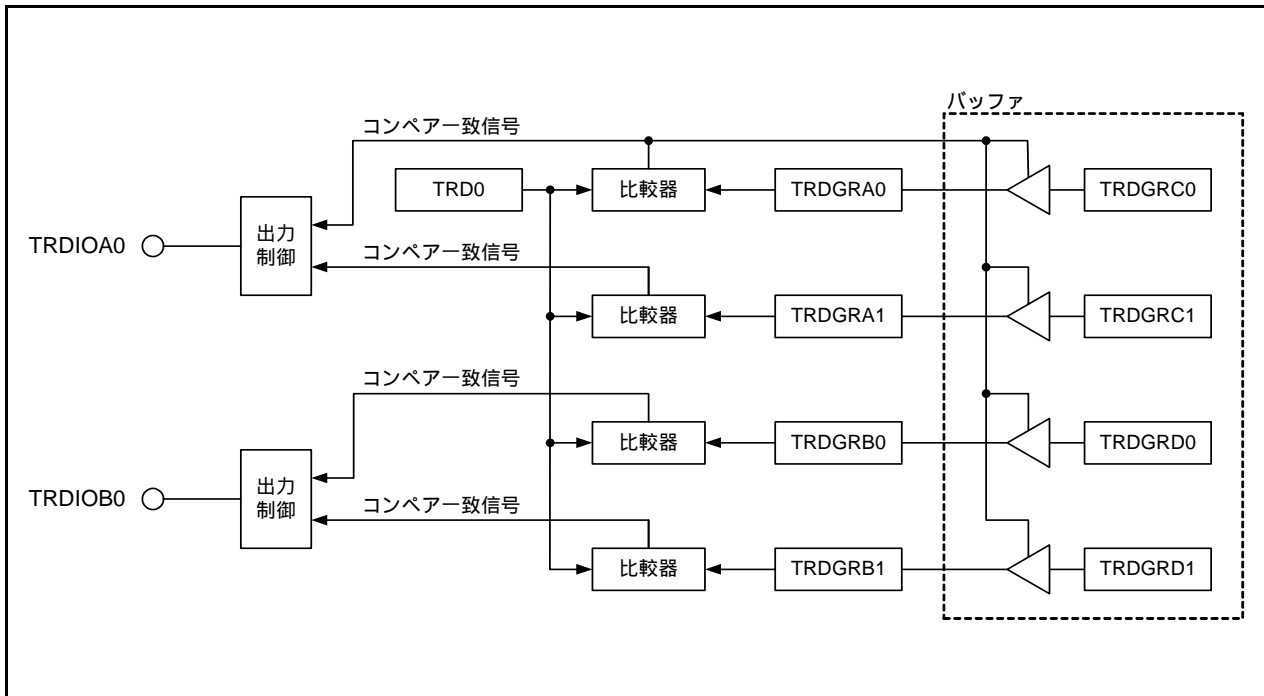 バッファ
コンペア一致信号
TRD0
比較器
TRDGRA0
TRDGRC0
TRDIOA0
出力
制御
コンペア一致信号
比較器
TRDGRA1
TRDGRC1
コンペア一致信号
比較器
TRDGRB0
TRDGRD0
TRDIOB0
出力
制御
コンペア一致信号
比較器
TRDGRB1
TRDGRD1